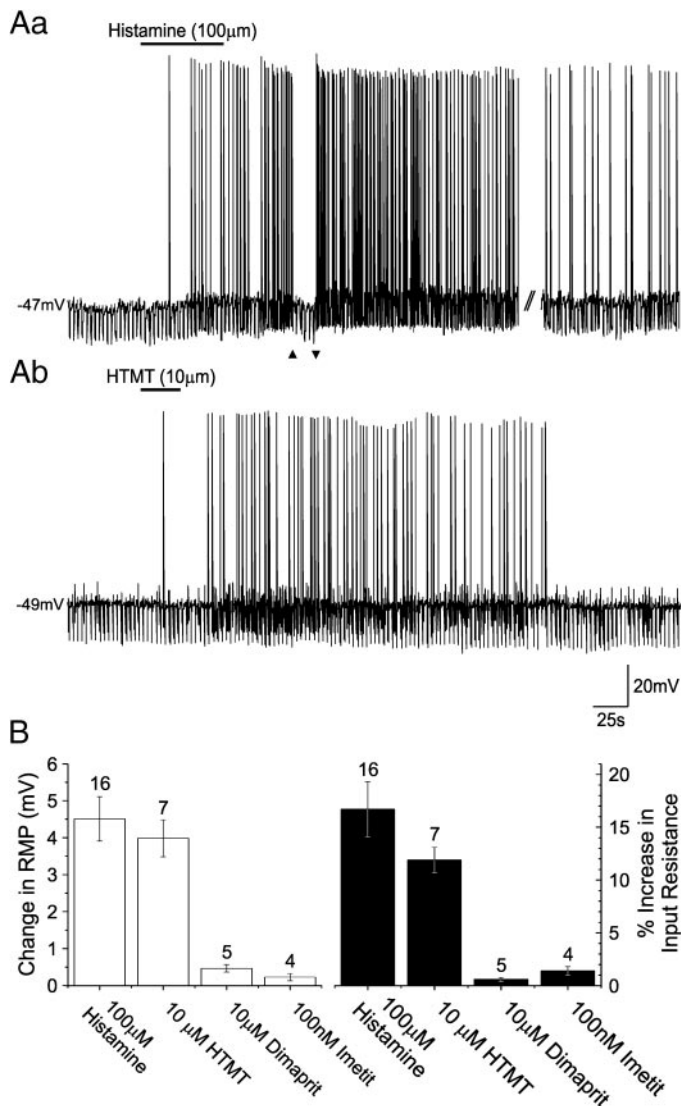 Aa
Histamine (100μm)
-47mV
//
Ab
HTMT (10μm)
-49mV
20mV
25s
B
Change in RMP (mV)
6
5
4
3
2
1
0
16
7
5
4
100μM
Histamine
10 μM HTMT
10μM Dimaprit
100nM Imetit
16
7
5
4
20
15
10
5
0
% Increase in
Input Resistance
100μM
Histamine
10 μM HTMT
10μM Dimaprit
100nM Imetit